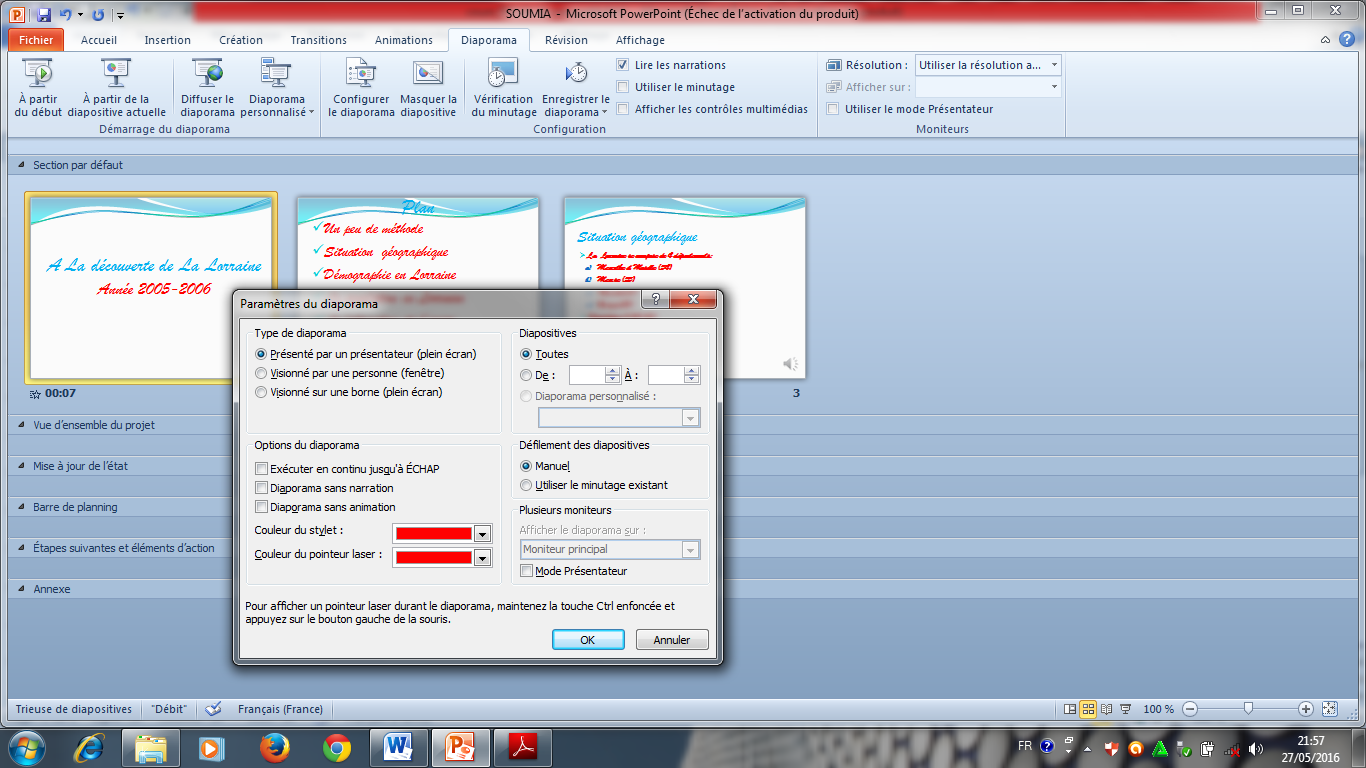 SOUMIA - Microsoft PowerPoint (Échec de l'activation du produit)
Fichier Accueil Insertion Création Transitions Animations Diaporama Révision Affichage
À partir du début
À partir de la diapositive actuelle
Diffuser le diaporama
Diaporama personnalisé
Démarrage du diaporama
Configurer le diaporama
Masquer la diapositive
Vérification du minutage
Enregistrer le diaporama
Lire les narrations
Utiliser le minutage
Afficher les contrôles multimédias
Configuration
Résolution : Utiliser la résolution a...
Afficher sur :
Utiliser le mode Présentateur
Moniteurs
Section par défaut
A La découverte de La Lorraine
Année 2005-2006
00:07
Plan
Un peu de méthode
Situation géographique
Démographie en Lorraine
Situation géographique
3
Vue d'ensemble du projet
Mise à jour de l'état
Barre de planning
Étapes suivantes et éléments d'action
Annexe
Paramètres du diaporama
Type de diaporama
Présenté par un présentateur (plein écran)
Visionné par une personne (fenêtre)
Visionné sur une borne (plein écran)
Diapositives
Toutes
De : À :
Diaporama personnalisé :
Options du diaporama
Exécuter en continu jusqu'à ÉCHAP
Diaporama sans narration
Diaporama sans animation
Couleur du stylet :
Couleur du pointeur laser :
Défilement des diapositives
Manuel
Utiliser le minutage existant
Plusieurs moniteurs
Afficher le diaporama sur :
Moniteur principal
Mode Présentateur
Pour afficher un pointeur laser durant le diaporama, maintenez la touche Ctrl enfoncée et
appuyez sur le bouton gauche de la souris.
OK Annuler
Trieuse de diapositives "Débit" Français (France) 100 %
FR 21:57
27/05/2016